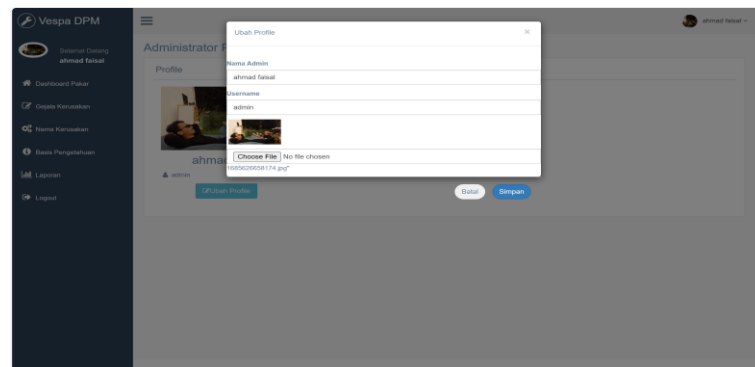 Vespa DPM
Selamat Datang
ahmad faisal
Dashboard Pakar
Gejala Kerusakan
Nama Kerusakan
Basis Pengetahuan
Laporan
Logout
ahmad faisal
Administrator P
Profile
ahma
admin
Ubah Profile
Ubah Profile
×
Nama Admin
ahmad faisal
Username
admin
Choose File No file chosen
1685626658174.jpg"
Batal
Simpan